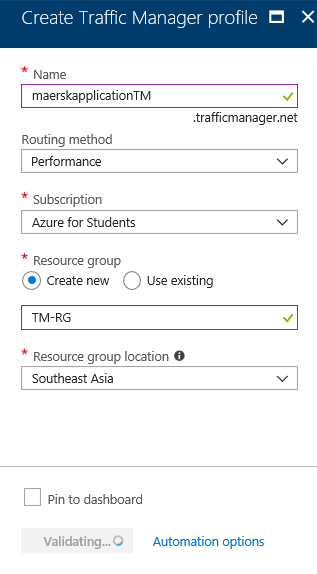 Create Traffic Manager profile
* Name
maerskapplicationTM
.trafficmanager.net
Routing method
Performance
* Subscription
Azure for Students
* Resource group
Create new Use existing
TM-RG
* Resource group location
Southeast Asia
Pin to dashboard
Validating... Automation options